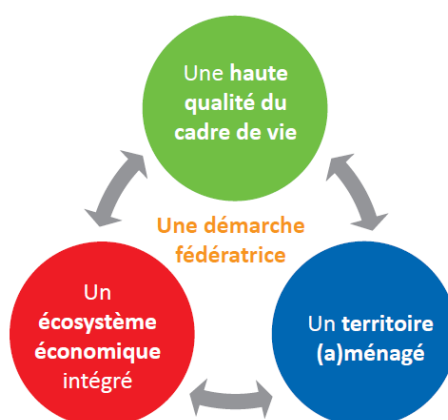 Une haute
qualité du
cadre de vie
Une démarche
fédératrice
Un
écosystème
économique
intégré
Un territoire
(a)ménagé